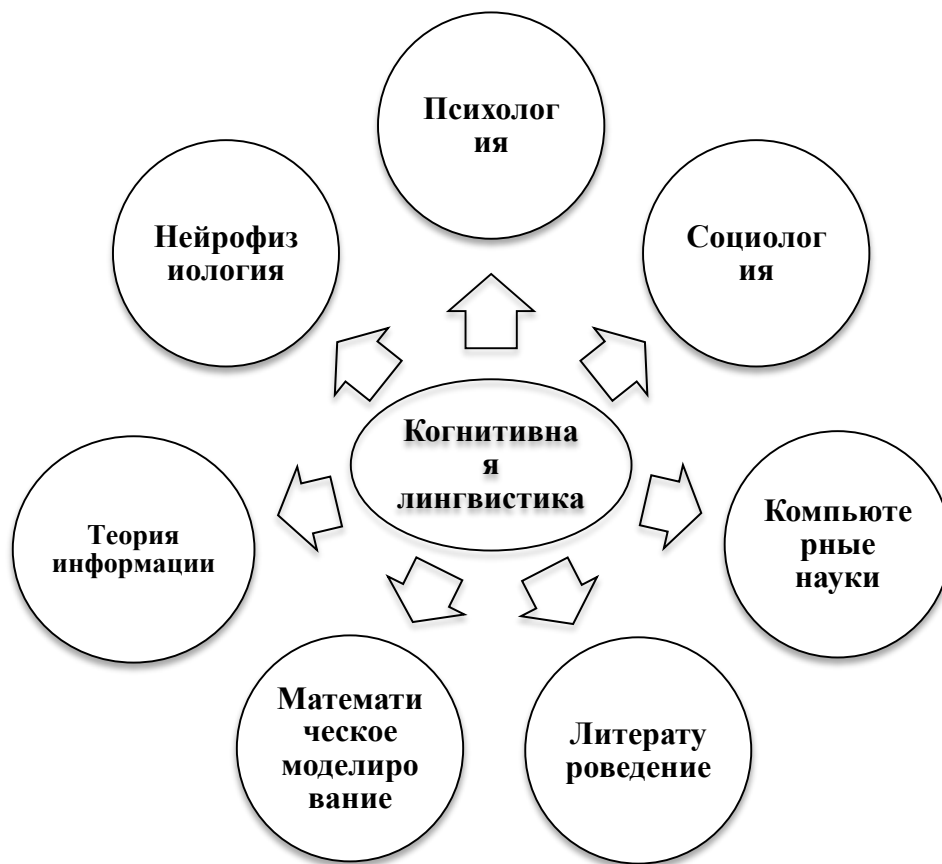 Психолог
ия
Нейрофиз
иология
Социолог
ия
Когнитивна
я
лингвистика
Теория
информации
Компьюте
рные
науки
Математи
ческое
моделиро
вание
Литерату
роведение